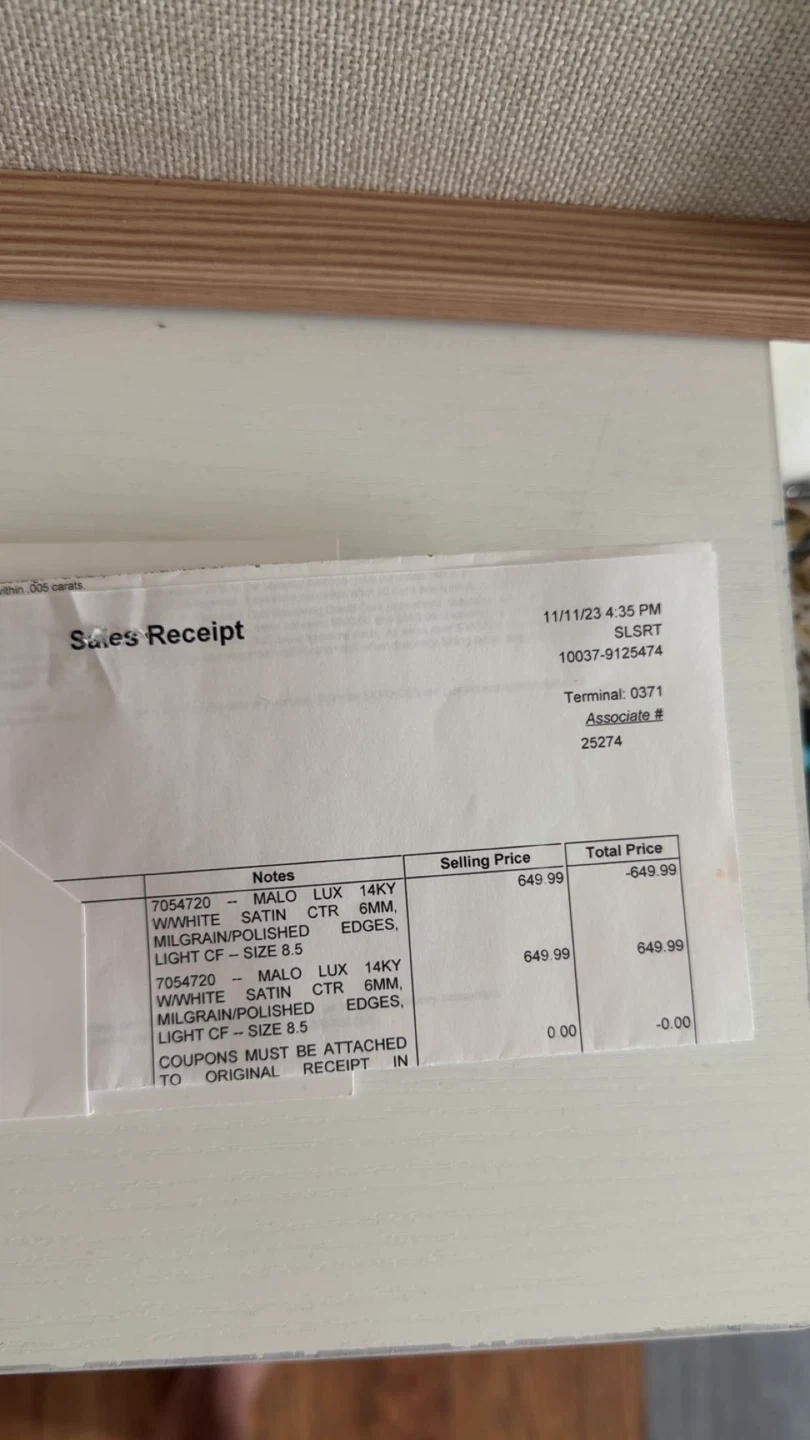 within .005 carats.
Sales Receipt
11/11/23 4:35 PM
SLSRT
10037-9125474
Terminal: 0371
Associate #
25274
Notes Selling Price Total Price
7054720 -- MALO LUX 14KY 649.99 -649.99
W/WHITE SATIN CTR 6MM,
MILGRAIN/POLISHED EDGES,
LIGHT CF -- SIZE 8.5
7054720 -- MALO LUX 14KY 649.99 649.99
W/WHITE SATIN CTR 6MM,
MILGRAIN/POLISHED EDGES,
LIGHT CF -- SIZE 8.5
COUPONS MUST BE ATTACHED 0.00 -0.00
TO ORIGINAL RECEIPT IN